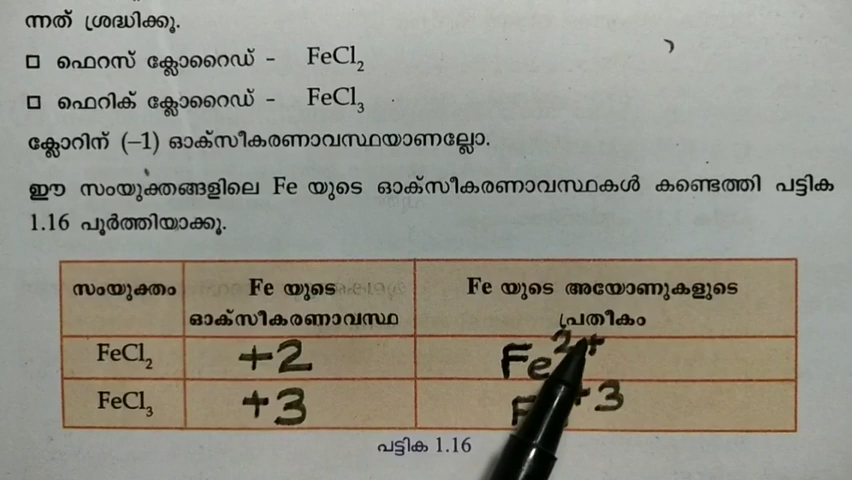 ന്നത് ശ്രദ്ധിക്കൂ.
□ ഫെറസ് ക്ലോറൈഡ് - FeCl₂
□ ഫെറിക് ക്ലോറൈഡ് - FeCl₃
ക്ലോറിന് (–1) ഓക്സീകരണാവസ്ഥയാണല്ലോ.
ഈ സംയുക്തങ്ങളിലെ Fe യുടെ ഓക്സീകരണാവസ്ഥകൾ കണ്ടെത്തി പട്ടിക
1.16 പൂർത്തിയാക്കൂ.
സംയുക്തം Fe യുടെ ഓക്സീകരണാവസ്ഥ Fe യുടെ അയോണുകളുടെ പ്രതീകം
FeCl₂ +2 Fe²⁺
FeCl₃ +3 +3
പട്ടിക 1.16